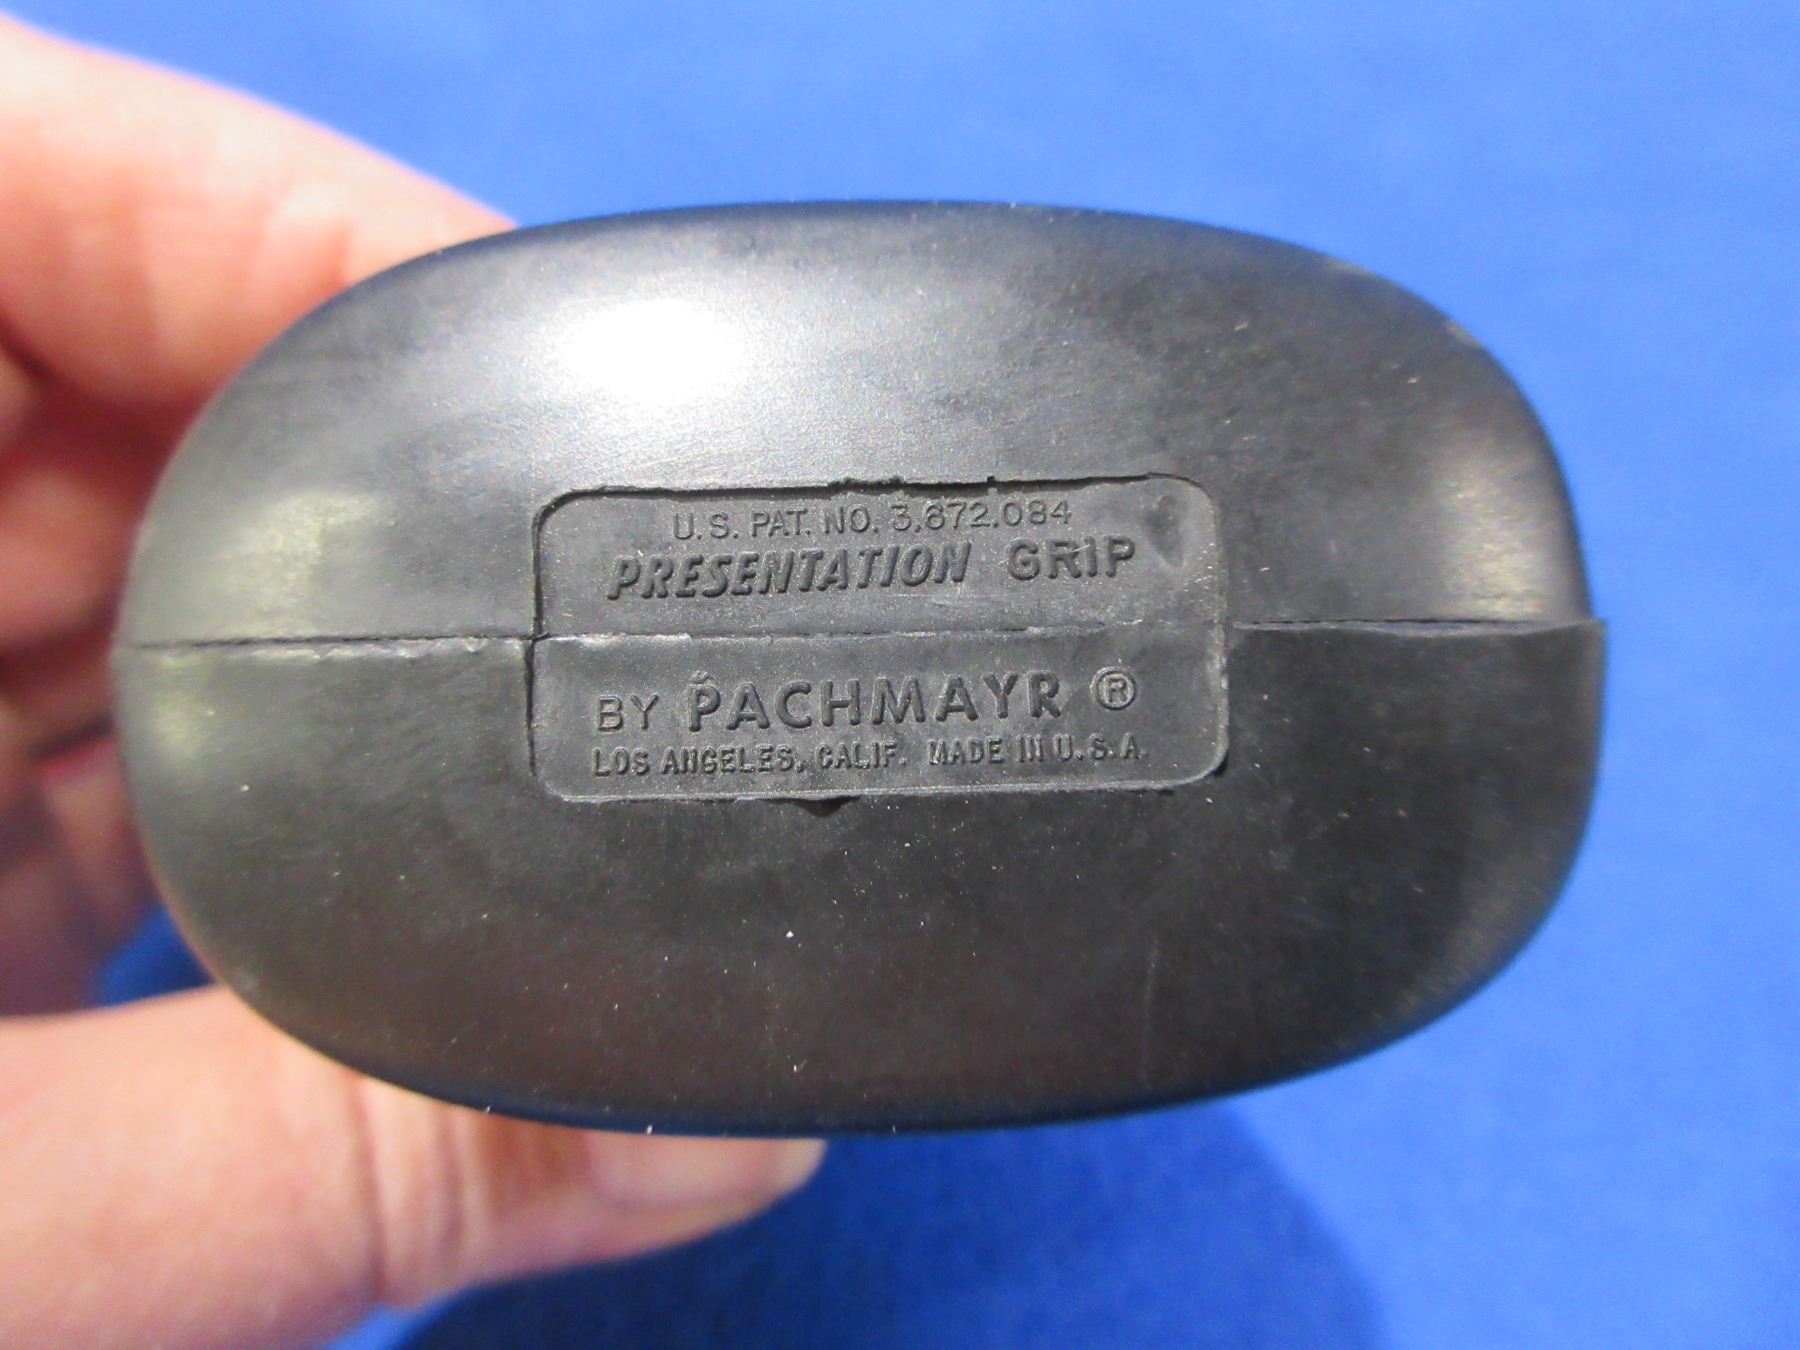 U.S. PAT. NO. 3,672,084
PRESENTATION GRIP
BY PACHMAYR ®
LOS ANGELES, CALIF. MADE IN U.S.A.